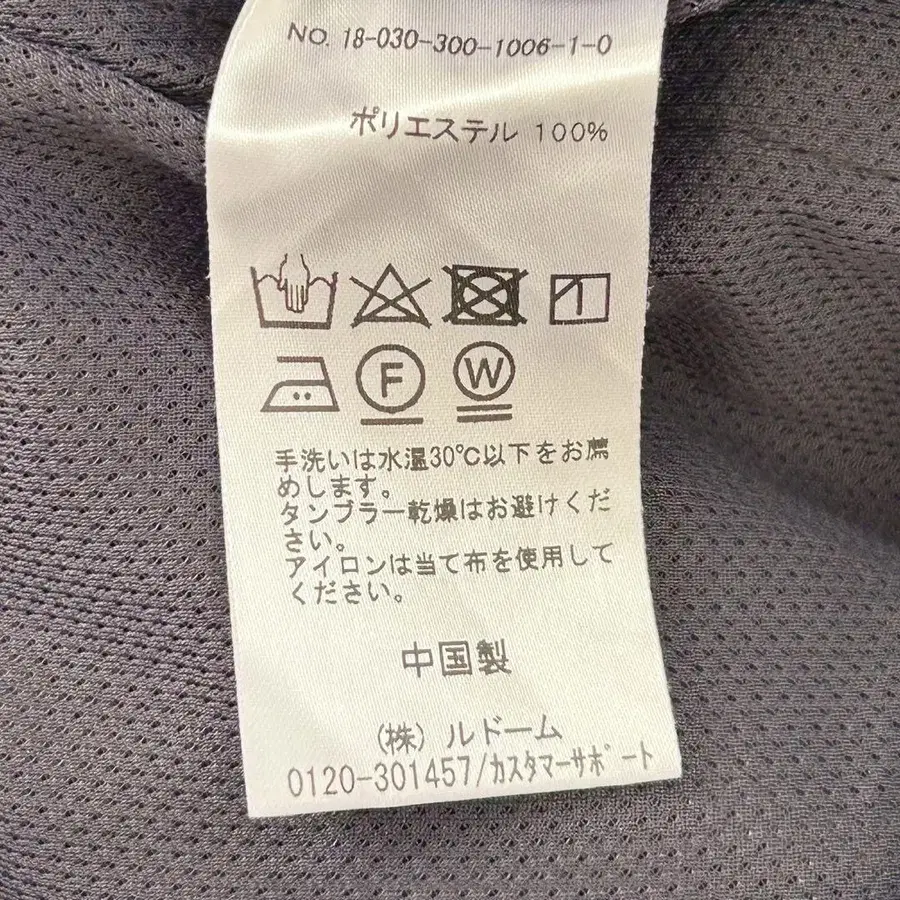 NO. 18-030-300-1006-1-0
ポリエステル 100%
F W
手洗いは水温30℃以下をお薦
めします。
タンブラー乾燥はお避けくだ
さい。
アイロンは当て布を使用して
ください。
中国製
(株) ルドーム
0120-301457/カスタマーサポート